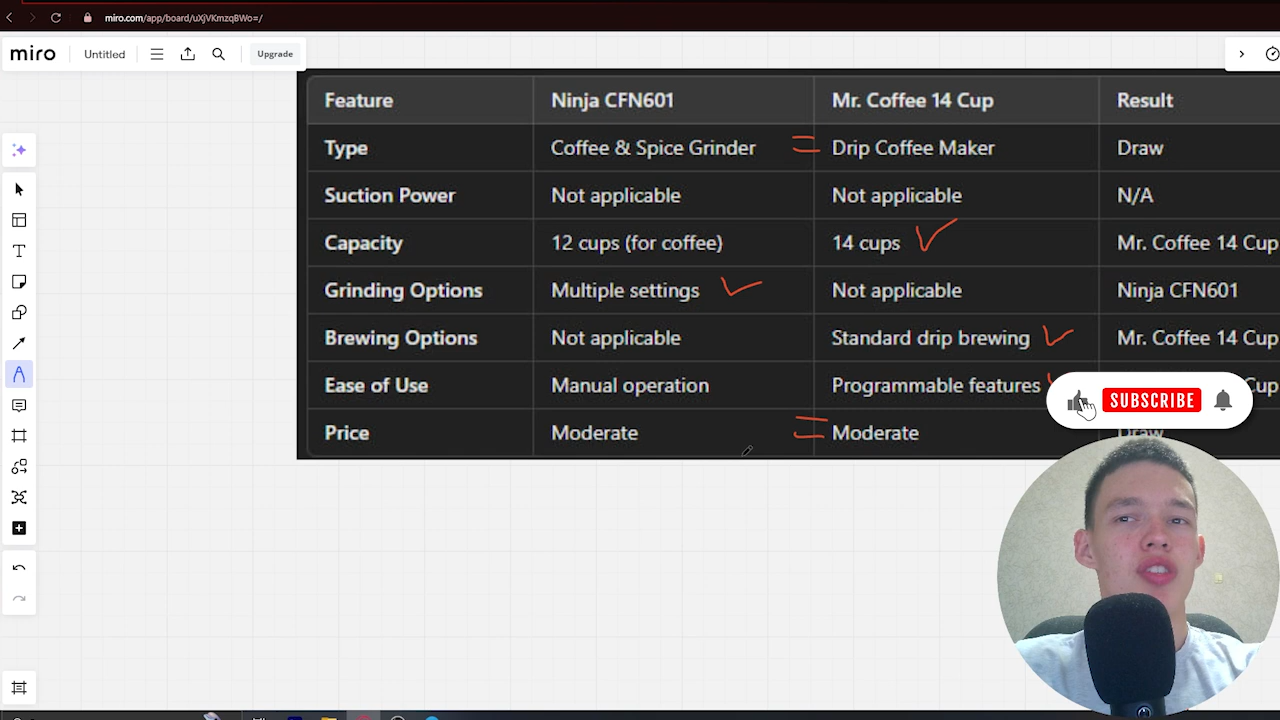 miro.com/app/board/uXjVKmzqBWo=/
miro Untitled Upgrade
Feature Ninja CFN601 Mr. Coffee 14 Cup Result
Type Coffee & Spice Grinder Drip Coffee Maker Draw
Suction Power Not applicable Not applicable N/A
Capacity 12 cups (for coffee) 14 cups Mr. Coffee 14 Cup
Grinding Options Multiple settings Not applicable Ninja CFN601
Brewing Options Not applicable Standard drip brewing Mr. Coffee 14 Cup
Ease of Use Manual operation Programmable features Cup
SUBSCRIBE
Price Moderate Moderate Draw